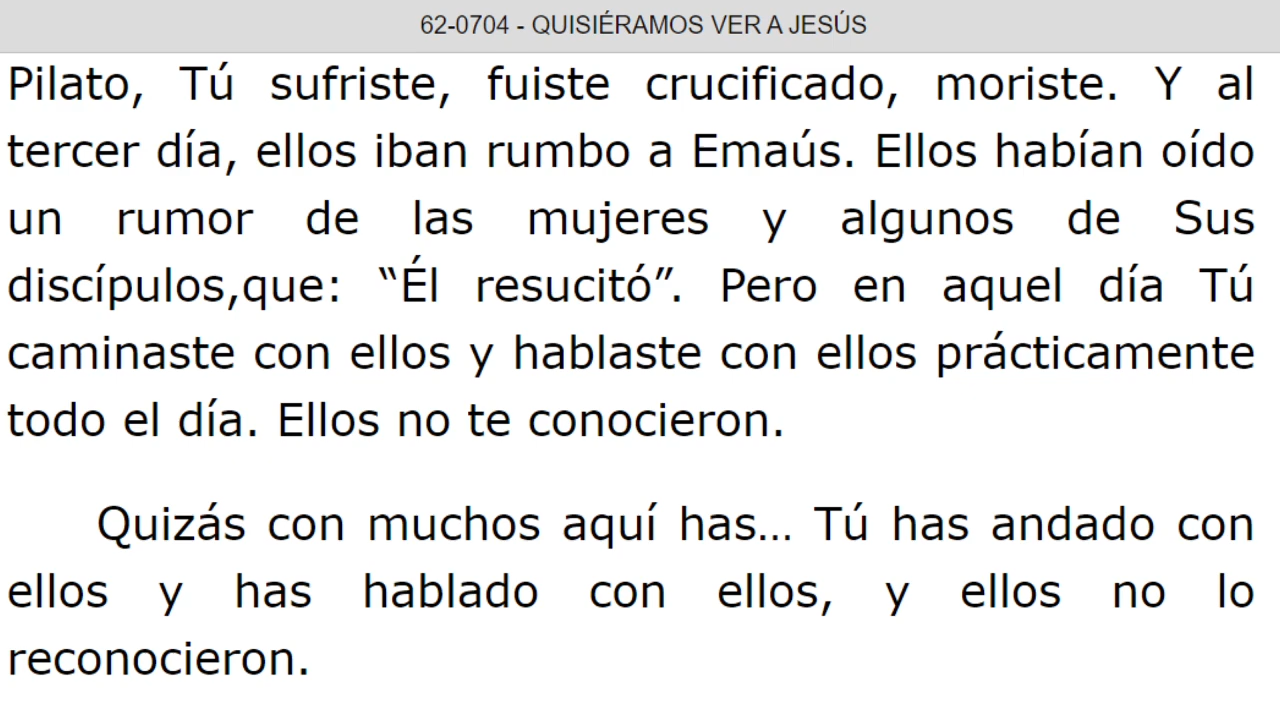 62-0704 - QUISIÉRAMOS VER A JESÚS
Pilato, Tú sufriste, fuiste crucificado, moriste. Y al
tercer día, ellos iban rumbo a Emaús. Ellos habían oído
un rumor de las mujeres y algunos de Sus
discípulos,que: “Él resucitó”. Pero en aquel día Tú
caminaste con ellos y hablaste con ellos prácticamente
todo el día. Ellos no te conocieron.
Quizás con muchos aquí has... Tú has andado con
ellos y has hablado con ellos, y ellos no lo
reconocieron.